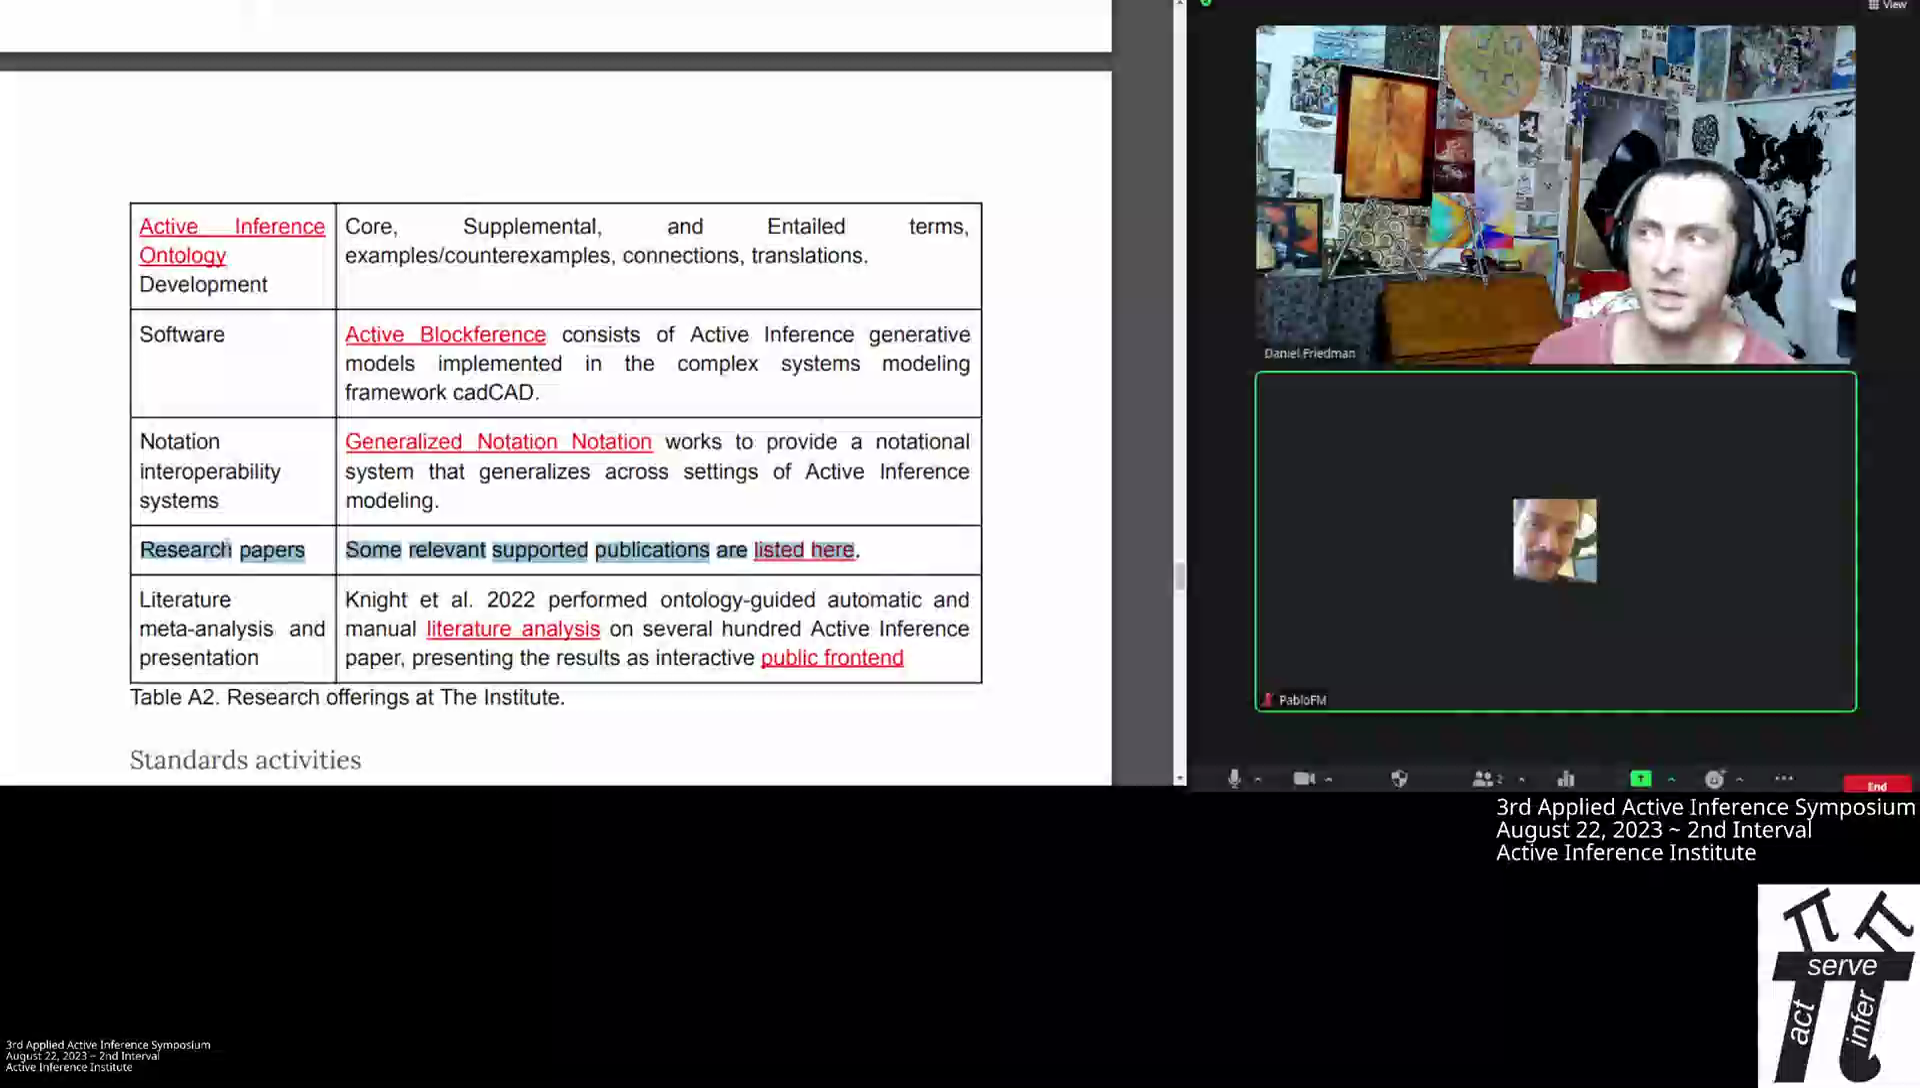 Active Inference
Ontology
Development
Core, Supplemental, and Entailed terms,
examples/counterexamples, connections, translations.
Software
Active Blockference consists of Active Inference generative
models implemented in the complex systems modeling
framework cadCAD.
Notation
interoperability
systems
Generalized Notation Notation works to provide a notational
system that generalizes across settings of Active Inference
modeling.
Research papers
Some relevant supported publications are listed here.
Literature
meta-analysis and
presentation
Knight et al. 2022 performed ontology-guided automatic and
manual literature analysis on several hundred Active Inference
paper, presenting the results as interactive public frontend
Table A2. Research offerings at The Institute.
Standards activities
View
Daniel Friedman
PabloFM
2
End
3rd Applied Active Inference Symposium
August 22, 2023 ~ 2nd Interval
Active Inference Institute
serve
act
infer
3rd Applied Active Inference Symposium
August 22, 2023 ~ 2nd Interval
Active Inference Institute